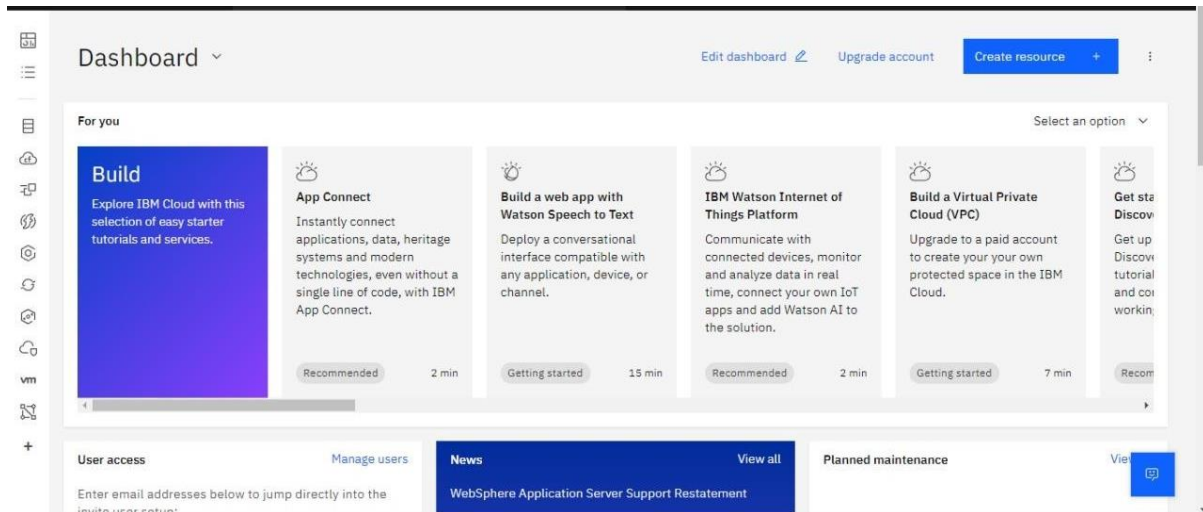 Dashboard
Edit dashboard
Upgrade account
Create resource +
For you
Select an option
Build
Explore IBM Cloud with this
selection of easy starter
tutorials and services.
App Connect
Instantly connect
applications, data, heritage
systems and modern
technologies, even without a
single line of code, with IBM
App Connect.
Recommended
2 min
Build a web app with
Watson Speech to Text
Deploy a conversational
interface compatible with
any application, device, or
channel.
Getting started
15 min
IBM Watson Internet of
Things Platform
Communicate with
connected devices, monitor
and analyze data in real
time, connect your own IoT
apps and add Watson AI to
the solution.
Recommended
2 min
Build a Virtual Private
Cloud (VPC)
Upgrade to a paid account
to create your your own
protected space in the IBM
Cloud.
Getting started
7 min
Get
Get up
vm
User access
Manage users
Enter email addresses below to jump directly into the
invite user setup:
News
View all
WebSphere Application Server Support Restatement
Planned maintenance